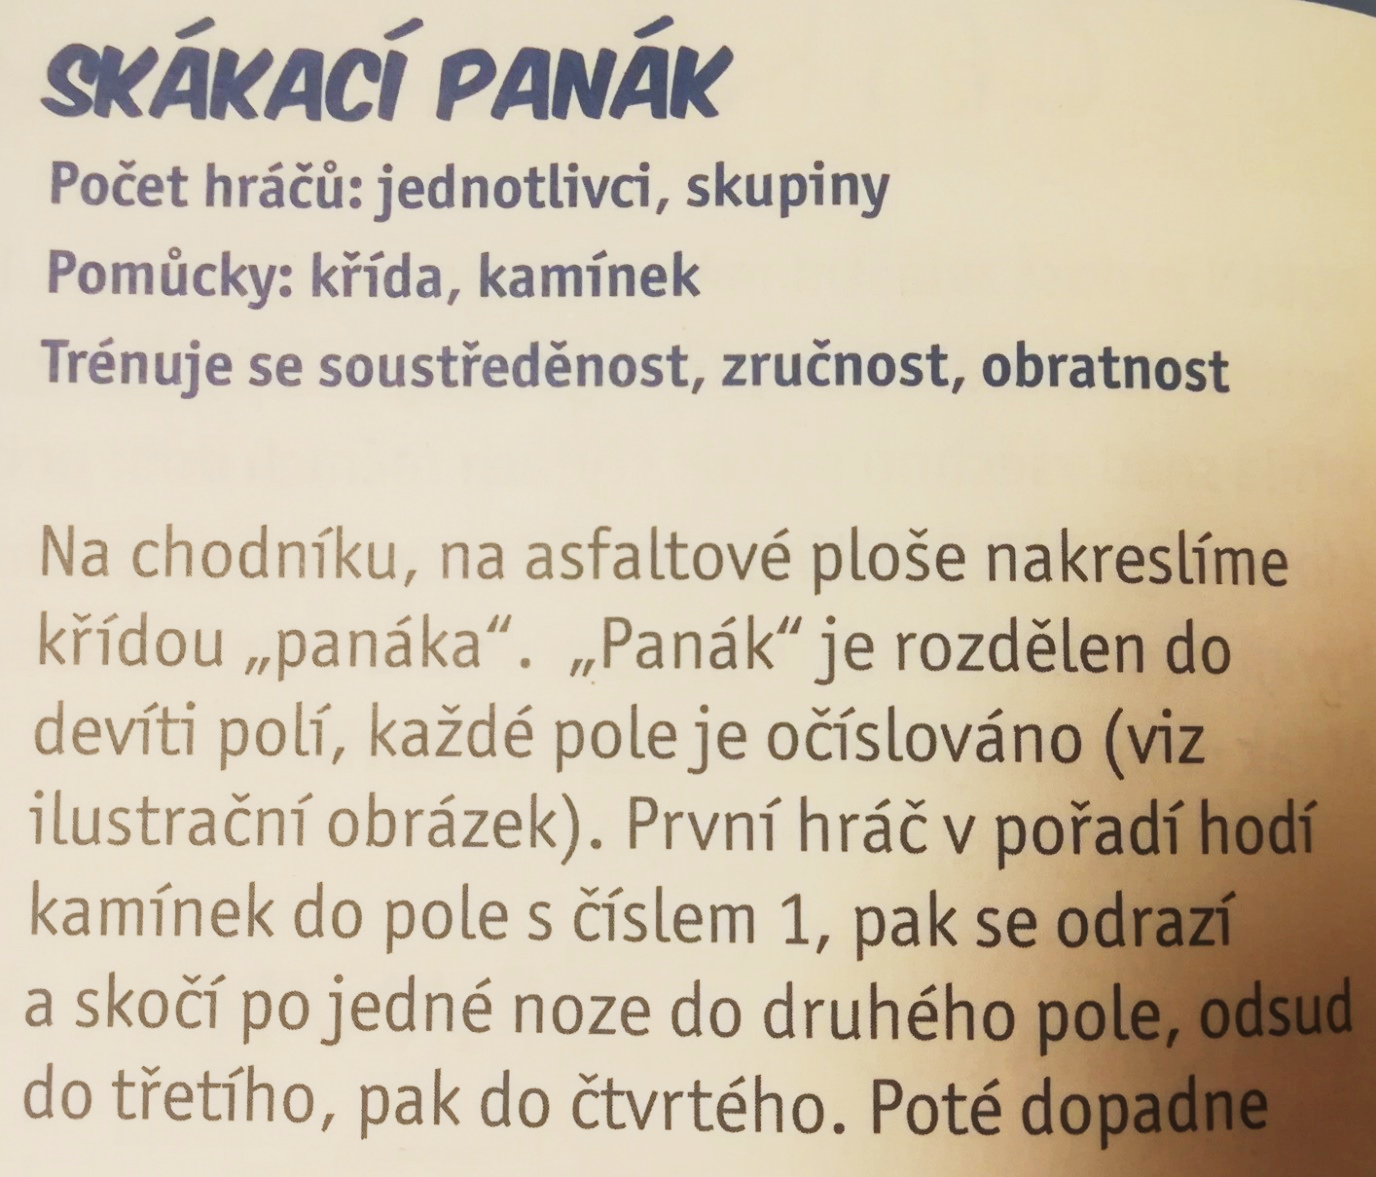 SKÁKACÍ PANÁK
Počet hráčů: jednotlivci, skupiny
Pomůcky: křída, kamínek
Trénuje se soustředěnost, zručnost, obratnost
Na chodníku, na asfaltové ploše nakreslíme
křídou „panáka“. „Panák“ je rozdělen do
devíti polí, každé pole je očíslováno (viz
ilustrační obrázek). První hráč v pořadí hodí
kamínek do pole s číslem 1, pak se odrazí
a skočí po jedné noze do druhého pole, odsud
do třetího, pak do čtvrtého. Poté dopadne